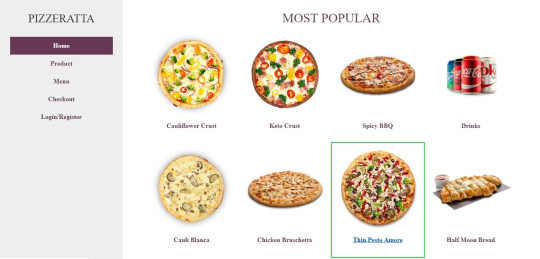 PIZZERATTA
Home
Product
Menu
Checkout
Login/Register
MOST POPULAR
Cauliflower Crust
Keto Crust
Spicy BBQ
Drinks
Cauli Blanca
Chicken Bruschetta
Thin Pesto Amore
Half Moon Bread